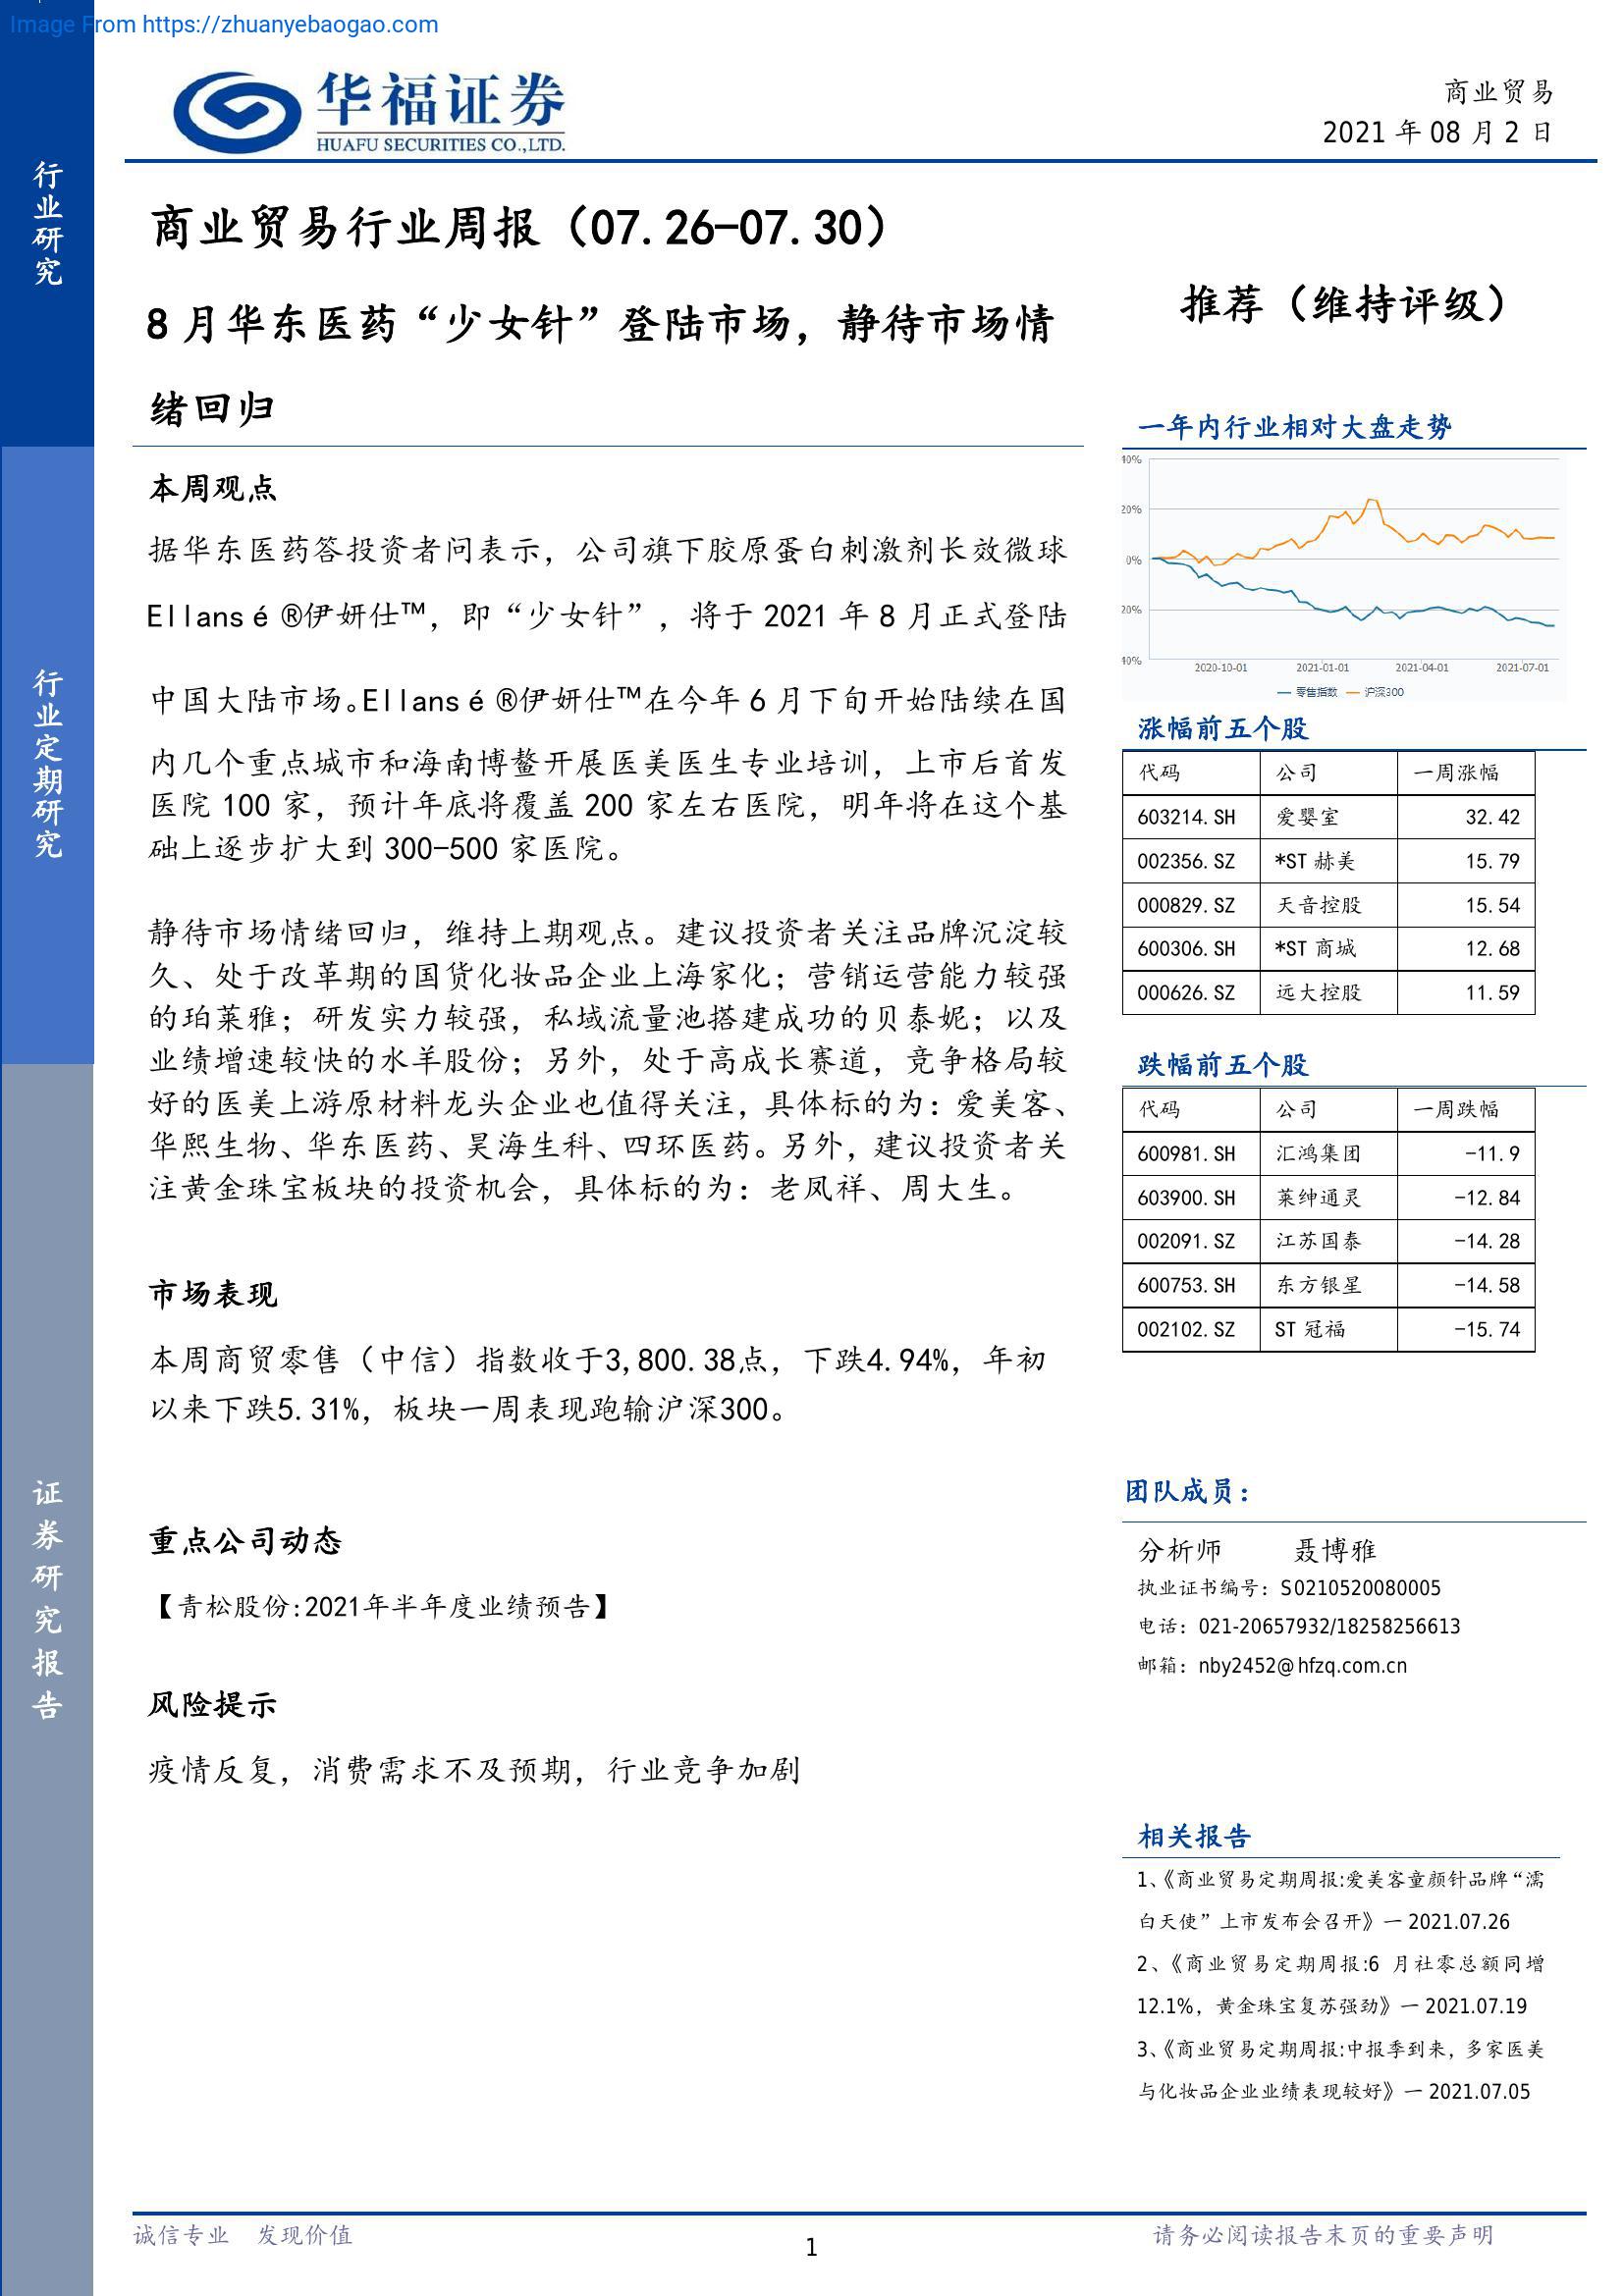 Image From https://zhuanyebaogao.com
华福证券
HUAFU SECURITIES CO.,LTD.
商业贸易
2021 年 08 月 2 日
行业研究
行业定期研究
证券研究报告
商业贸易行业周报（07.26-07.30）
8 月华东医药“少女针”登陆市场，静待市场情
绪回归
推荐（维持评级）
本周观点
据华东医药答投资者问表示，公司旗下胶原蛋白刺激剂长效微球
Ellansé®伊妍仕™，即“少女针”，将于 2021 年 8 月正式登陆
中国大陆市场。Ellansé®伊妍仕™在今年 6 月下旬开始陆续在国
内几个重点城市和海南博鳌开展医美医生专业培训，上市后首发
医院 100 家，预计年底将覆盖 200 家左右医院，明年将在这个基
础上逐步扩大到 300-500 家医院。
静待市场情绪回归，维持上期观点。建议投资者关注品牌沉淀较
久、处于改革期的国货化妆品企业上海家化；营销运营能力较强
的珀莱雅；研发实力较强，私域流量池搭建成功的贝泰妮；以及
业绩增速较快的水羊股份；另外，处于高成长赛道，竞争格局较
好的医美上游原材料龙头企业也值得关注，具体标的为：爱美客、
华熙生物、华东医药、昊海生科、四环医药。另外，建议投资者关
注黄金珠宝板块的投资机会，具体标的为：老凤祥、周大生。
市场表现
本周商贸零售（中信）指数收于3,800.38点，下跌4.94%，年初
以来下跌5.31%，板块一周表现跑输沪深300。
重点公司动态
【青松股份:2021年半年度业绩预告】
风险提示
疫情反复，消费需求不及预期，行业竞争加剧
一年内行业相对大盘走势
40%
20%
0%
20%
40%
2020-10-01 2021-01-01 2021-04-01 2021-07-01
零售指数 沪深300
涨幅前五个股
代码 公司 一周涨幅
603214.SH 爱婴室 32.42
002356.SZ *ST 赫美 15.79
000829.SZ 天音控股 15.54
600306.SH *ST 商城 12.68
000626.SZ 远大控股 11.59
跌幅前五个股
代码 公司 一周跌幅
600981.SH 汇鸿集团 -11.9
603900.SH 莱绅通灵 -12.84
002091.SZ 江苏国泰 -14.28
600753.SH 东方银星 -14.58
002102.SZ ST 冠福 -15.74
团队成员：
分析师 聂博雅
执业证书编号：S0210520080005
电话：021-20657932/18258256613
邮箱：nby2452@hfzq.com.cn
相关报告
1、《商业贸易定期周报:爱美客童颜针品牌“濡
白天使”上市发布会召开》一 2021.07.26
2、《商业贸易定期周报:6 月社零总额同增
12.1%，黄金珠宝复苏强劲》一 2021.07.19
3、《商业贸易定期周报:中报季到来，多家医美
与化妆品企业业绩表现较好》一 2021.07.05
诚信专业 发现价值
1
请务必阅读报告末页的重要声明